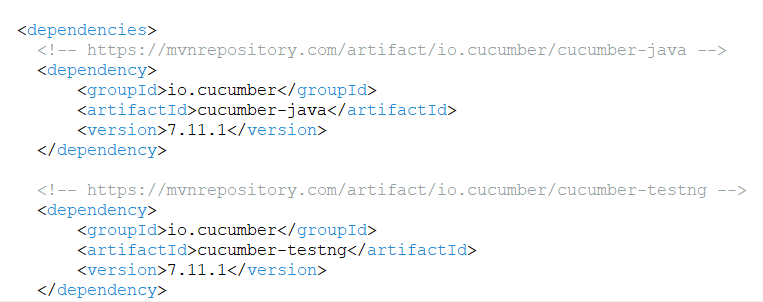 <dependencies>
<!-- https://mvnrepository.com/artifact/io.cucumber/cucumber-java -->
<dependency>
<groupId>io.cucumber</groupId>
<artifactId>cucumber-java</artifactId>
<version>7.11.1</version>
</dependency>
<!-- https://mvnrepository.com/artifact/io.cucumber/cucumber-testng -->
<dependency>
<groupId>io.cucumber</groupId>
<artifactId>cucumber-testng</artifactId>
<version>7.11.1</version>
</dependency>